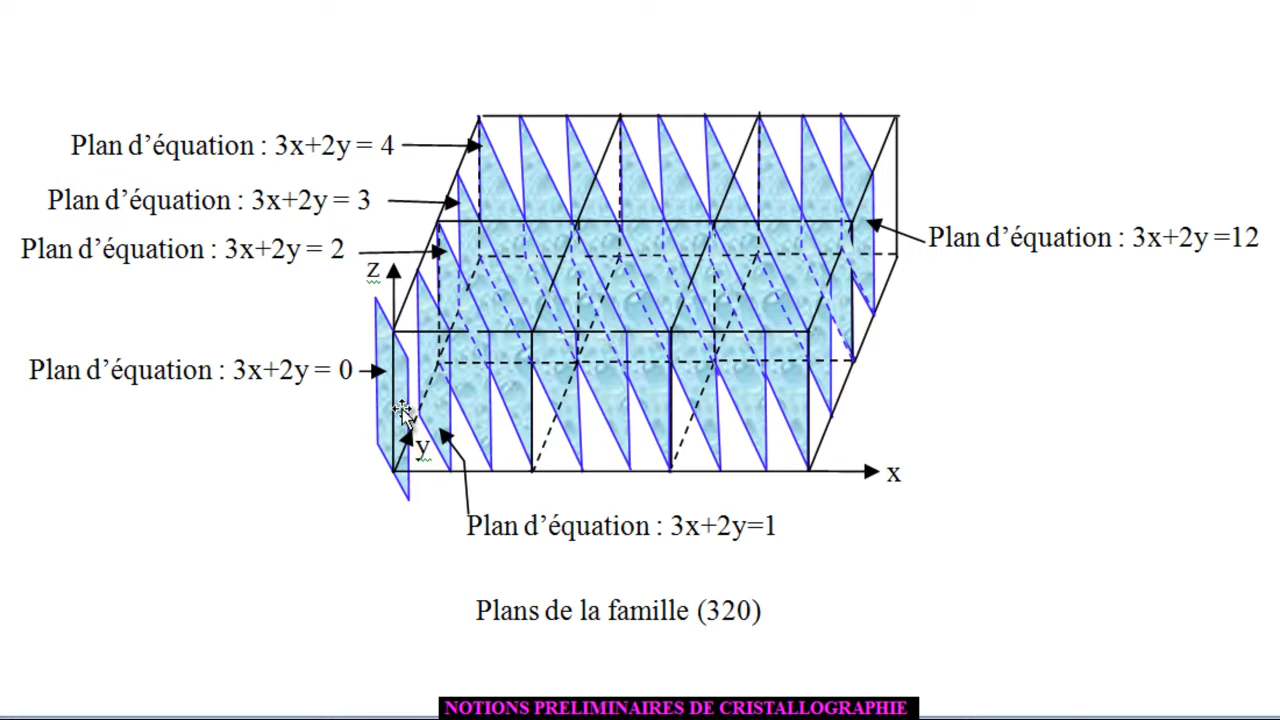 Plan d’équation : 3x+2y = 4
Plan d’équation : 3x+2y = 3
Plan d’équation : 3x+2y = 2
Plan d’équation : 3x+2y =12
z
Plan d’équation : 3x+2y = 0
y
x
Plan d’équation : 3x+2y=1
Plans de la famille (320)
NOTIONS PRELIMINAIRES DE CRISTALLOGRAPHIE